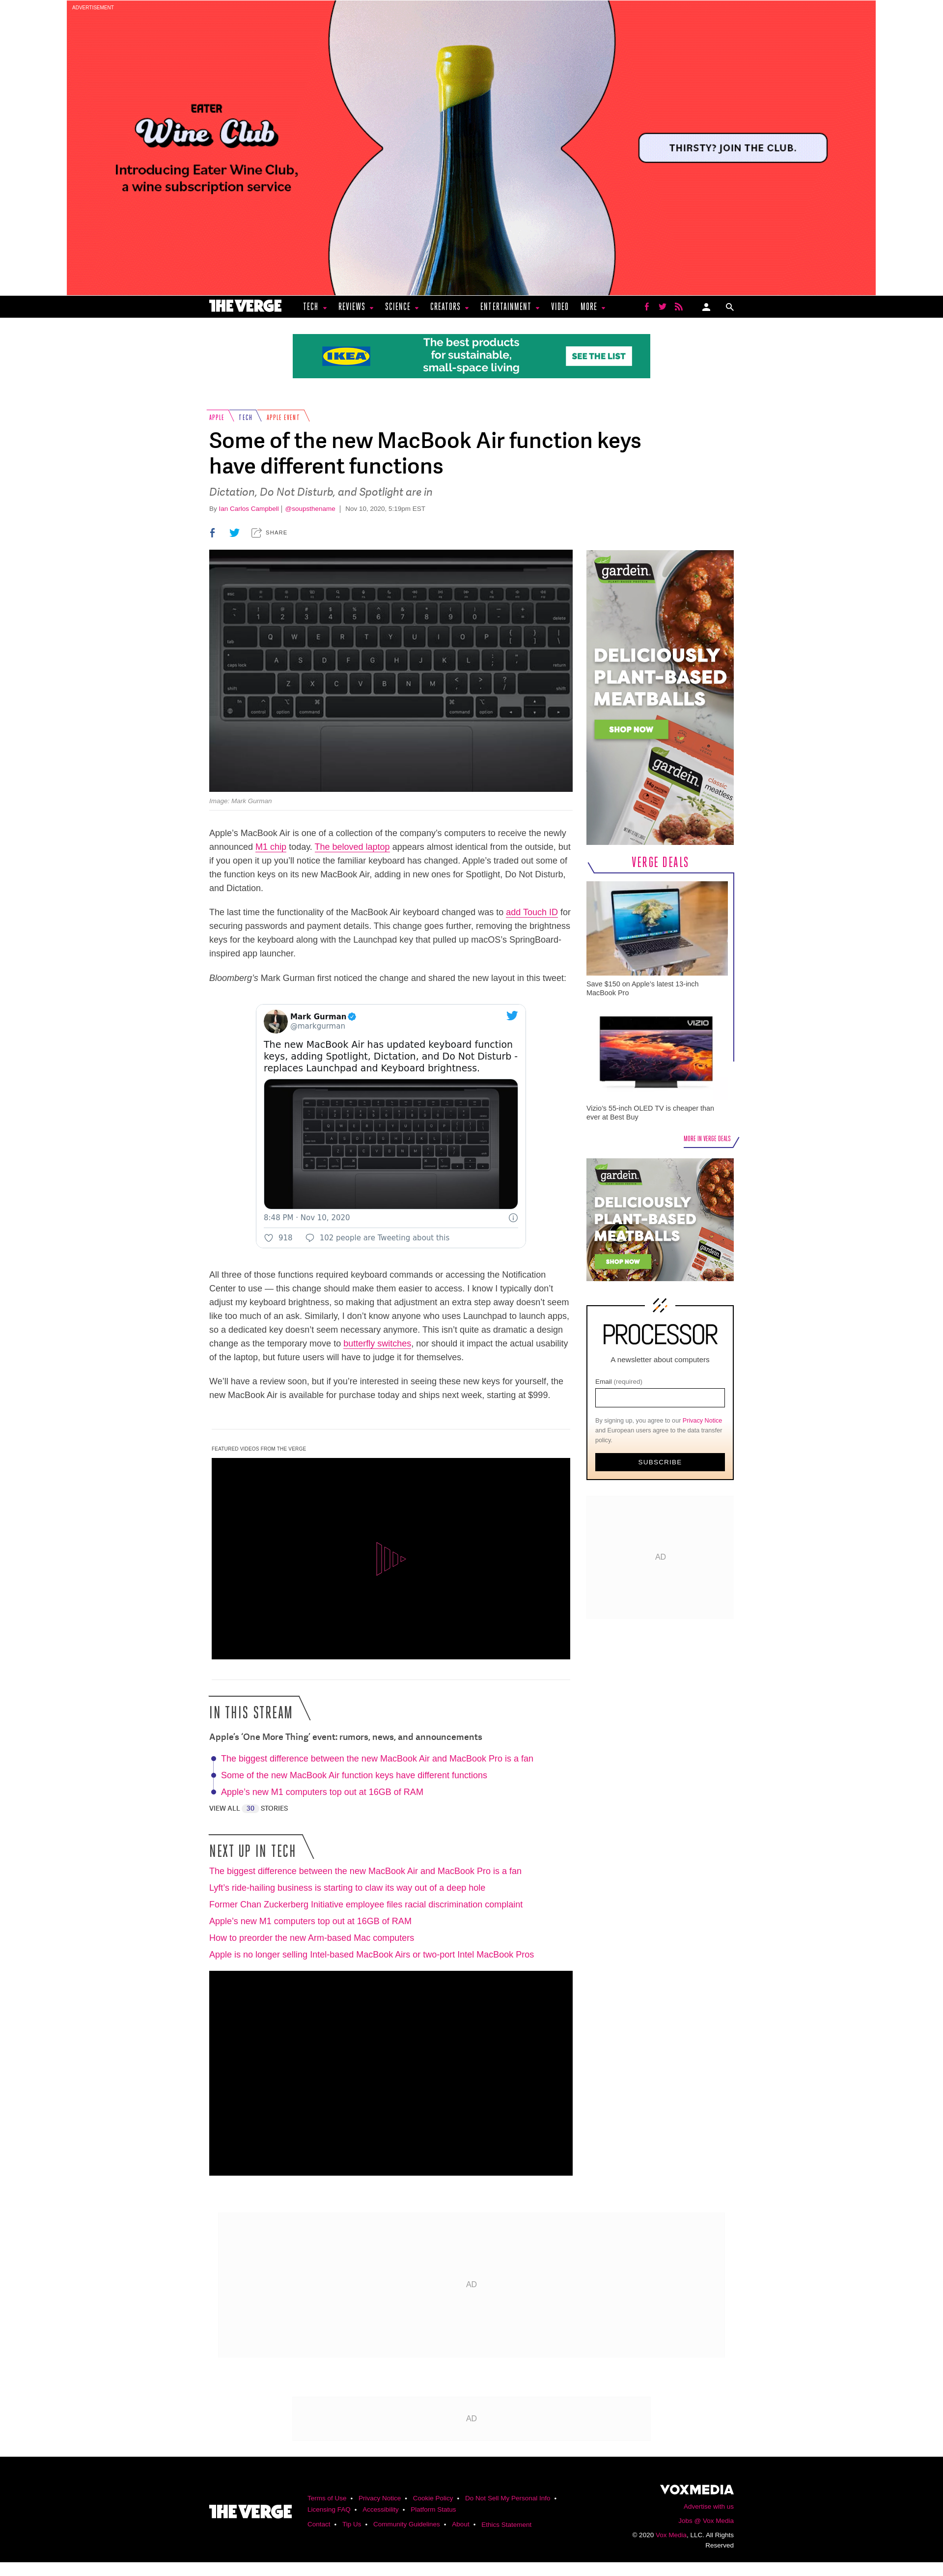 ADVERTISEMENT
EATER
Wine Club
Introducing Eater Wine Club,
a wine subscription service
THIRSTY? JOIN THE CLUB.
THE VERGE
TECH
REVIEWS
SCIENCE
CREATORS
ENTERTAINMENT
VIDEO
MORE
IKEA
The best products
for sustainable,
small-space living
SEE THE LIST
APPLE
TECH
APPLE EVENT
Some of the new MacBook Air function keys
have different functions
Dictation, Do Not Disturb, and Spotlight are in
By Ian Carlos Campbell | @soupsthename | Nov 10, 2020, 5:19pm EST
SHARE
Image: Mark Gurman
Apple’s MacBook Air is one of a collection of the company’s computers to receive the newly
announced M1 chip today. The beloved laptop appears almost identical from the outside, but
if you open it up you’ll notice the familiar keyboard has changed. Apple’s traded out some of
the function keys on its new MacBook Air, adding in new ones for Spotlight, Do Not Disturb,
and Dictation.
The last time the functionality of the MacBook Air keyboard changed was to add Touch ID for
securing passwords and payment details. This change goes further, removing the brightness
keys for the keyboard along with the Launchpad key that pulled up macOS’s SpringBoard-
inspired app launcher.
Bloomberg’s Mark Gurman first noticed the change and shared the new layout in this tweet:
Mark Gurman
@markgurman
The new MacBook Air has updated keyboard function
keys, adding Spotlight, Dictation, and Do Not Disturb -
replaces Launchpad and Keyboard brightness.
8:48 PM · Nov 10, 2020
918
102 people are Tweeting about this
All three of those functions required keyboard commands or accessing the Notification
Center to use — this change should make them easier to access. I know I typically don’t
adjust my keyboard brightness, so making that adjustment an extra step away doesn’t seem
like too much of an ask. Similarly, I don’t know anyone who uses Launchpad to launch apps,
so a dedicated key doesn’t seem necessary anymore. This isn’t quite as dramatic a design
change as the temporary move to butterfly switches, nor should it impact the actual usability
of the laptop, but future users will have to judge it for themselves.
We’ll have a review soon, but if you’re interested in seeing these new keys for yourself, the
new MacBook Air is available for purchase today and ships next week, starting at $999.
gardein
DELICIOUSLY
PLANT-BASED
MEATBALLS
SHOP NOW
gardein
classic
meatless
VERGE DEALS
Save $150 on Apple’s latest 13-inch
MacBook Pro
VIZIO
Vizio’s 55-inch OLED TV is cheaper than
ever at Best Buy
MORE IN VERGE DEALS
gardein
DELICIOUSLY
PLANT-BASED
MEATBALLS
SHOP NOW
PROCESSOR
A newsletter about computers
Email (required)
By signing up, you agree to our Privacy Notice
and European users agree to the data transfer
policy.
SUBSCRIBE
AD
FEATURED VIDEOS FROM THE VERGE
IN THIS STREAM
Apple’s ‘One More Thing’ event: rumors, news, and announcements
The biggest difference between the new MacBook Air and MacBook Pro is a fan
Some of the new MacBook Air function keys have different functions
Apple’s new M1 computers top out at 16GB of RAM
VIEW ALL 30 STORIES
NEXT UP IN TECH
The biggest difference between the new MacBook Air and MacBook Pro is a fan
Lyft’s ride-hailing business is starting to claw its way out of a deep hole
Former Chan Zuckerberg Initiative employee files racial discrimination complaint
Apple’s new M1 computers top out at 16GB of RAM
How to preorder the new Arm-based Mac computers
Apple is no longer selling Intel-based MacBook Airs or two-port Intel MacBook Pros
AD
AD
THE VERGE
Terms of Use • Privacy Notice • Cookie Policy • Do Not Sell My Personal Info •
Licensing FAQ • Accessibility • Platform Status
Contact • Tip Us • Community Guidelines • About • Ethics Statement
VOXMEDIA
Advertise with us
Jobs @ Vox Media
© 2020 Vox Media, LLC. All Rights
Reserved